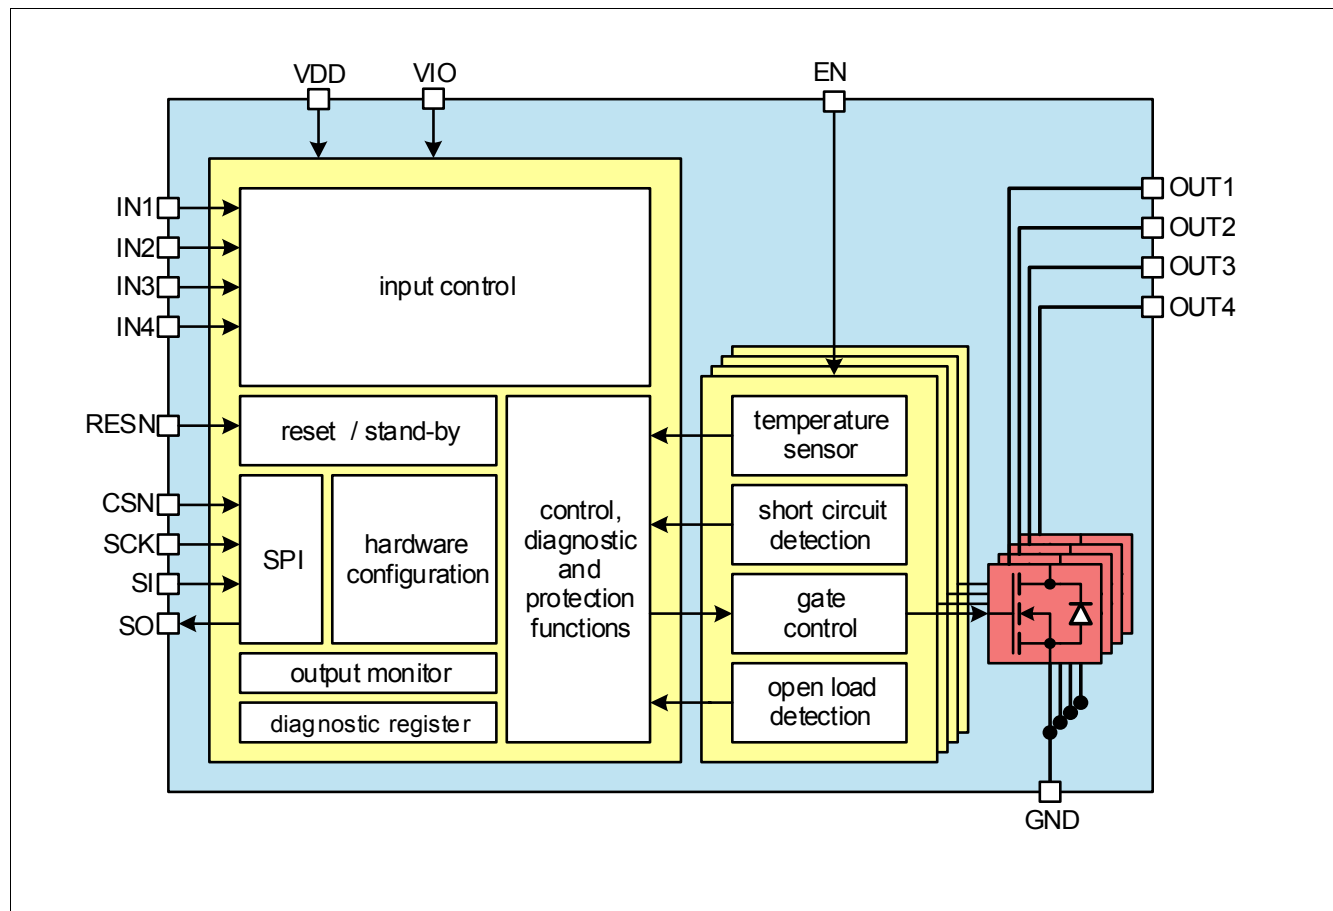 VDD
VIO
EN
IN1
IN2
IN3
IN4
input control
OUT1
OUT2
OUT3
OUT4
RESN
reset / stand-by
CSN
SCK
SI
SO
SPI
hardware
configuration
output monitor
diagnostic register
control,
diagnostic
and
protection
functions
temperature
sensor
short circuit
detection
gate
control
open load
detection
GND